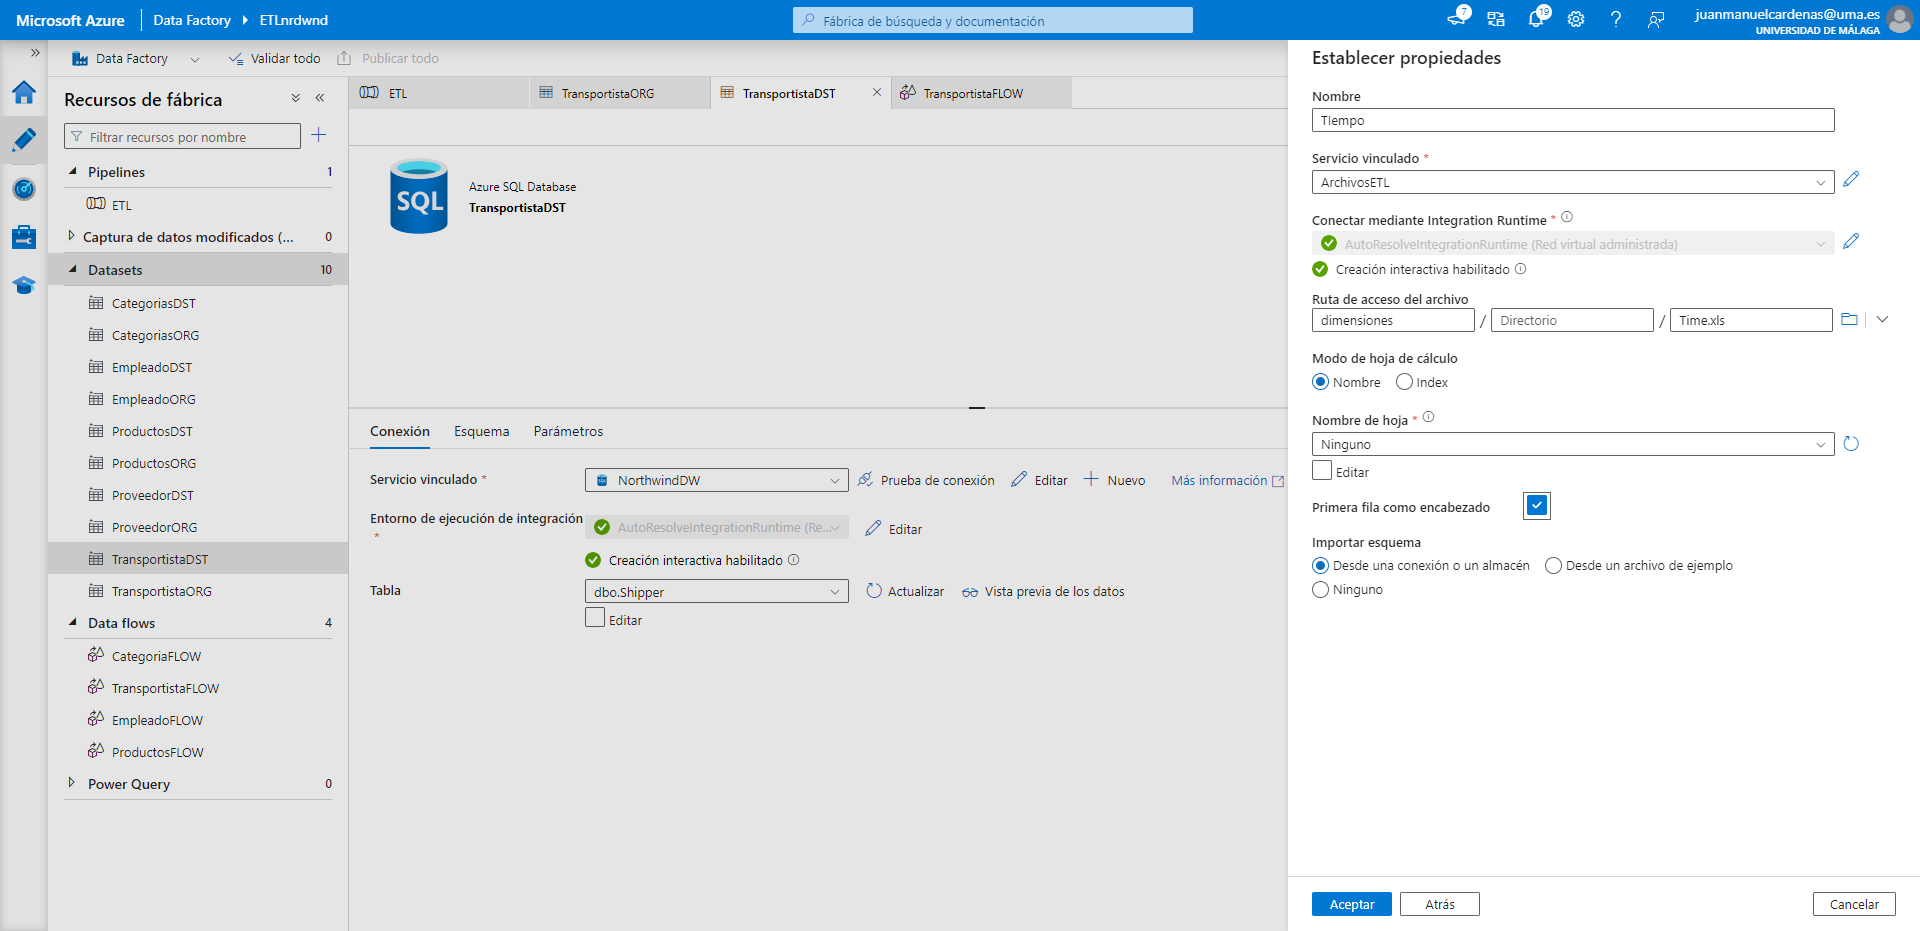 Microsoft Azure
Data Factory
ETLnrdwnd
Fábrica de búsqueda y documentación
7
19
juanmanuelcardenas@uma.es
UNIVERSIDAD DE MÁLAGA
Data Factory
Validar todo
Publicar todo
Recursos de fábrica
Filtrar recursos por nombre
Pipelines 1
ETL
Captura de datos modificados (... 0
Datasets 10
CategoriasDST
CategoriasORG
EmpleadoDST
EmpleadoORG
ProductosDST
ProductosORG
ProveedorDST
ProveedorORG
TransportistaDST
TransportistaORG
Data flows 4
CategoriaFLOW
TransportistaFLOW
EmpleadoFLOW
ProductosFLOW
Power Query 0
ETL
TransportistaORG
TransportistaDST
TransportistaFLOW
SQL
Azure SQL Database
TransportistaDST
Conexión Esquema Parámetros
Servicio vinculado *
NorthwindDW
Prueba de conexión
Editar
Nuevo
Más información
Entorno de ejecución de integración *
AutoResolveIntegrationRuntime (Re...
Editar
Creación interactiva habilitado
Tabla
dbo.Shipper
Actualizar
Vista previa de los datos
Editar
Establecer propiedades
Nombre
TIempo
Servicio vinculado *
ArchivosETL
Conectar mediante Integration Runtime *
AutoResolveIntegrationRuntime (Red virtual administrada)
Creación interactiva habilitado
Ruta de acceso del archivo
dimensiones / Directorio / Time.xls
Modo de hoja de cálculo
Nombre Index
Nombre de hoja *
Ninguno
Editar
Primera fila como encabezado
Importar esquema
Desde una conexión o un almacén Desde un archivo de ejemplo
Ninguno
Aceptar Atrás Cancelar